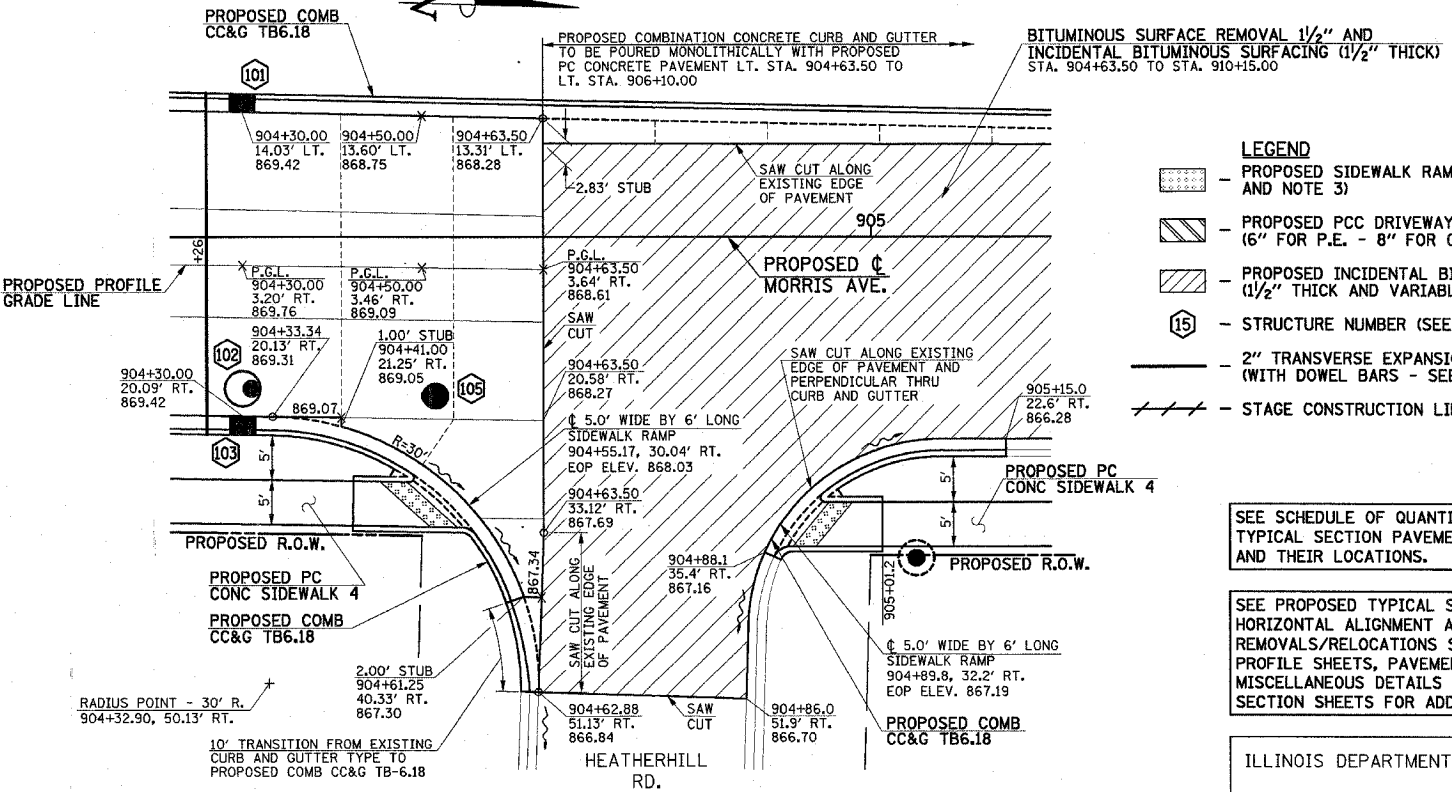 PROPOSED COMB
CC&G TB6.18
PROPOSED COMBINATION CONCRETE CURB AND GUTTER
TO BE POURED MONOLITHICALLY WITH PROPOSED
PC CONCRETE PAVEMENT LT. STA. 904+63.50 TO
LT. STA. 906+10.00
BITUMINOUS SURFACE REMOVAL 1½" AND
INCIDENTAL BITUMINOUS SURFACING (1½" THICK)
STA. 904+63.50 TO STA. 910+15.00
101
904+30.00
14.03' LT.
869.42
904+50.00
13.60' LT.
868.75
904+63.50
13.31' LT.
868.28
2.83' STUB
SAW CUT ALONG
EXISTING EDGE
OF PAVEMENT
905
LEGEND
PROPOSED SIDEWALK RAM
AND NOTE 3)
PROPOSED PCC DRIVEWAY
(6" FOR P.E. - 8" FOR C
PROPOSED INCIDENTAL BI
(1½" THICK AND VARIABL
15
- STRUCTURE NUMBER (SEE
- 2" TRANSVERSE EXPANSI
(WITH DOWEL BARS - SEE
- STAGE CONSTRUCTION LI
+26
PROPOSED PROFILE
GRADE LINE
P.G.L.
904+30.00
3.20' RT.
869.76
P.G.L.
904+50.00
3.46' RT.
869.09
P.G.L.
904+63.50
3.64' RT.
868.61
SAW
CUT
PROPOSED ℄
MORRIS AVE.
904+33.34
20.13' RT.
869.31
1.00' STUB
904+41.00
21.25' RT.
869.05
102
105
904+30.00
20.09' RT.
869.42
869.07
103
5'
5'
R=30'
904+63.50
20.58' RT.
868.27
℄ 5.0' WIDE BY 6' LONG
SIDEWALK RAMP
904+55.17, 30.04' RT.
EOP ELEV. 868.03
904+63.50
33.12' RT.
867.69
SAW CUT ALONG EXISTING
EDGE OF PAVEMENT AND
PERPENDICULAR THRU
CURB AND GUTTER
905+15.0
22.6' RT.
866.28
5'
5'
PROPOSED PC
CONC SIDEWALK 4
PROPOSED R.O.W.
PROPOSED PC
CONC SIDEWALK 4
PROPOSED COMB
CC&G TB6.18
867.34
SAW CUT ALONG
EXISTING EDGE
OF PAVEMENT
904+88.1
35.4' RT.
867.16
905+01.2
PROPOSED R.O.W.
SEE SCHEDULE OF QUANTI
TYPICAL SECTION PAVEME
AND THEIR LOCATIONS.
SEE PROPOSED TYPICAL S
HORIZONTAL ALIGNMENT A
REMOVALS/RELOCATIONS S
PROFILE SHEETS, PAVEME
MISCELLANEOUS DETAILS
SECTION SHEETS FOR ADD
℄ 5.0' WIDE BY 6' LONG
SIDEWALK RAMP
904+89.8, 32.2' RT.
EOP ELEV. 867.19
2.00' STUB
904+61.25
40.33' RT.
867.30
RADIUS POINT - 30' R.
904+32.90, 50.13' RT.
10' TRANSITION FROM EXISTING
CURB AND GUTTER TYPE TO
PROPOSED COMB CC&G TB-6.18
904+62.88
51.13' RT.
866.84
SAW
CUT
904+86.0
51.9' RT.
866.70
PROPOSED COMB
CC&G TB6.18
HEATHERHILL
RD.
ILLINOIS DEPARTMENT